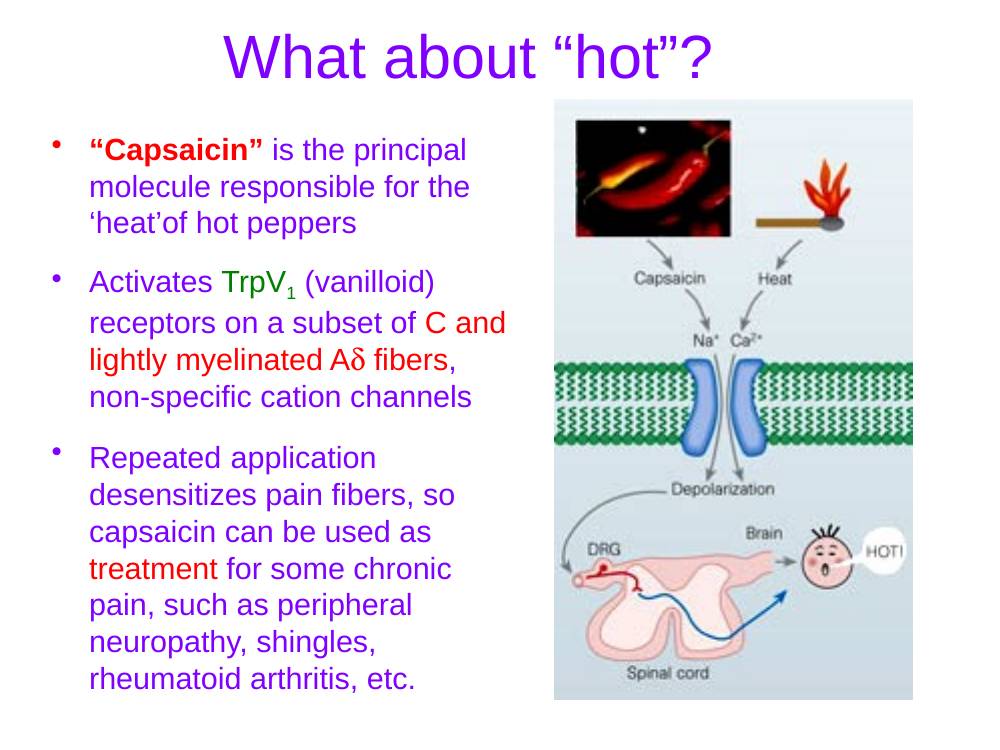 What about “hot”?
• “Capsaicin” is the principal
molecule responsible for the
‘heat’of hot peppers
• Activates TrpV₁ (vanilloid)
receptors on a subset of C and
lightly myelinated Aδ fibers,
non-specific cation channels
• Repeated application
desensitizes pain fibers, so
capsaicin can be used as
treatment for some chronic
pain, such as peripheral
neuropathy, shingles,
rheumatoid arthritis, etc.
Capsaicin Heat
Na⁺ Ca²⁺
Depolarization
Brain
DRG
HOT!
Spinal cord